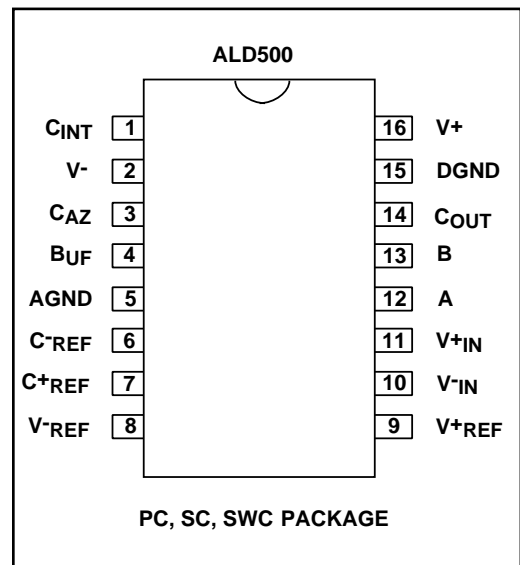 ALD500
CINT 1 16 V+
V- 2 15 DGND
CAZ 3 14 COUT
BUF 4 13 B
AGND 5 12 A
C-REF 6 11 V+IN
C+REF 7 10 V-IN
V-REF 8 9 V+REF
PC, SC, SWC PACKAGE